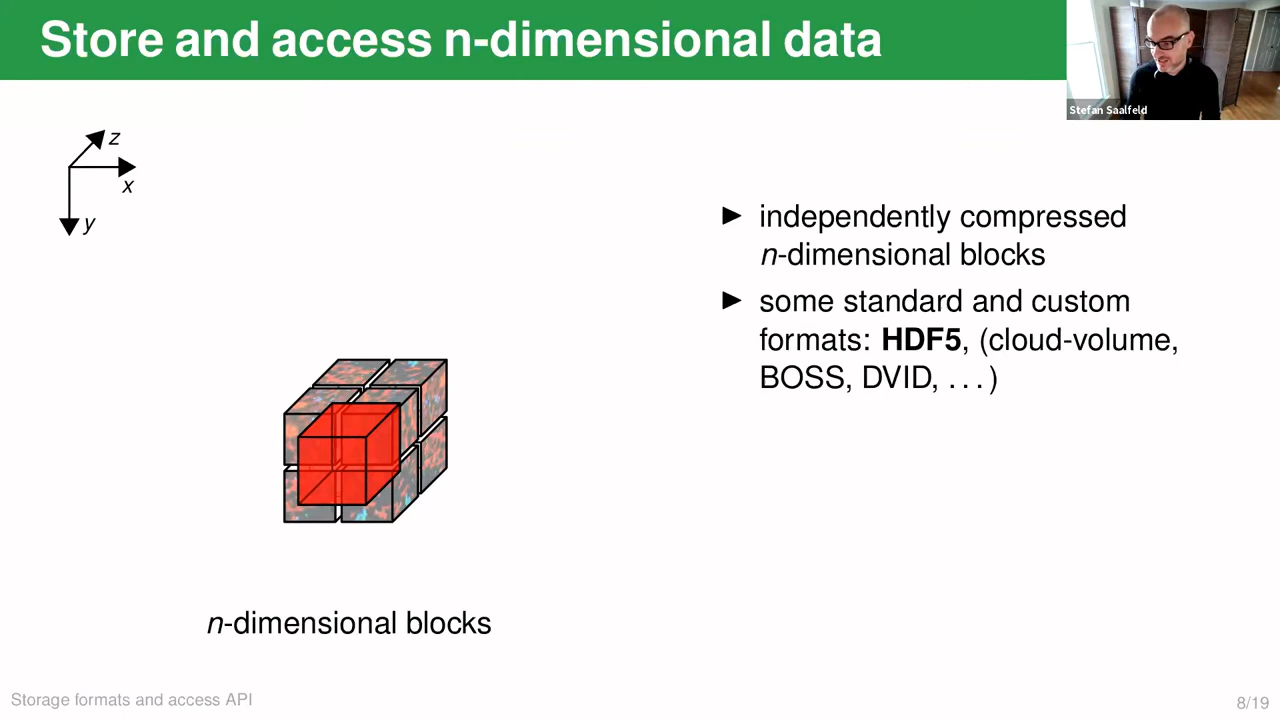 Store and access n-dimensional data
Stefan Saalfeld
z
x
y
▶ independently compressed
n-dimensional blocks
▶ some standard and custom
formats: HDF5, (cloud-volume,
BOSS, DVID, . . . )
n-dimensional blocks
Storage formats and access API
8/19